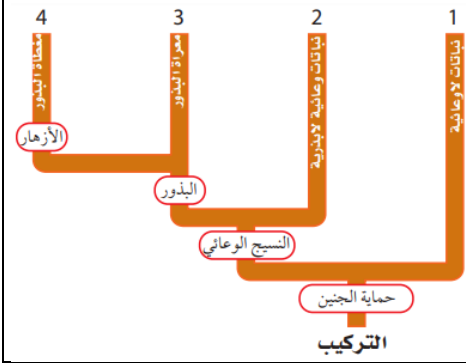 1
2
3
4
نباتات لاوعائية
نباتات وعائية لابذرية
معراة البذور
مغطاة البذور
الأزهار
البذور
النسيج الوعائي
حماية الجنين
التركيب